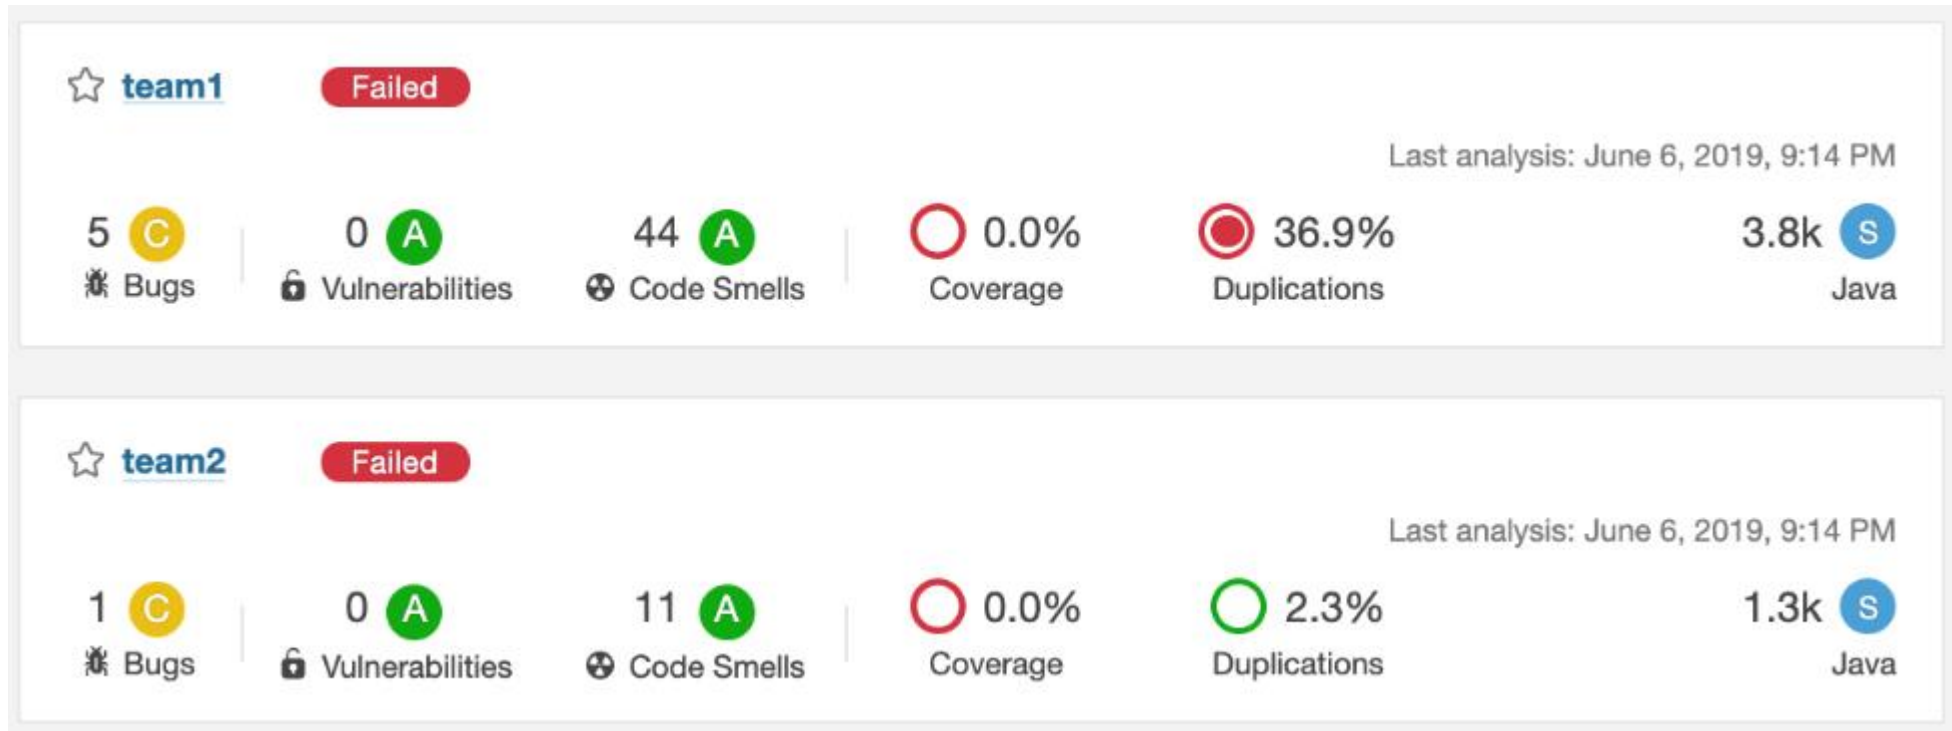 team1 Failed
Last analysis: June 6, 2019, 9:14 PM
5 C 0 A 44 A 0.0% 36.9% 3.8k S
Bugs Vulnerabilities Code Smells Coverage Duplications Java
team2 Failed
Last analysis: June 6, 2019, 9:14 PM
1 C 0 A 11 A 0.0% 2.3% 1.3k S
Bugs Vulnerabilities Code Smells Coverage Duplications Java